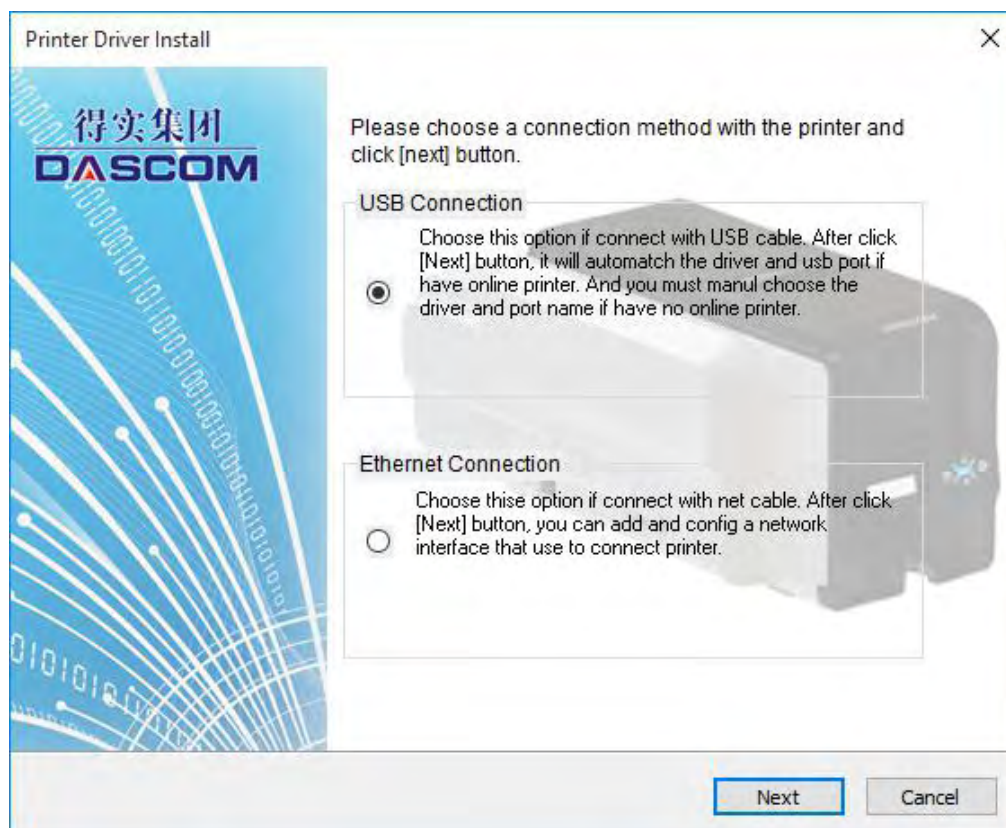 Printer Driver Install
得实集团
DASCOM
Please choose a connection method with the printer and
click [next] button.
USB Connection
Choose this option if connect with USB cable. After click
[Next] button, it will automatch the driver and usb port if
have online printer. And you must manul choose the
driver and port name if have no online printer.
Ethernet Connection
Choose thise option if connect with net cable. After click
[Next] button, you can add and config a network
interface that use to connect printer.
Next
Cancel